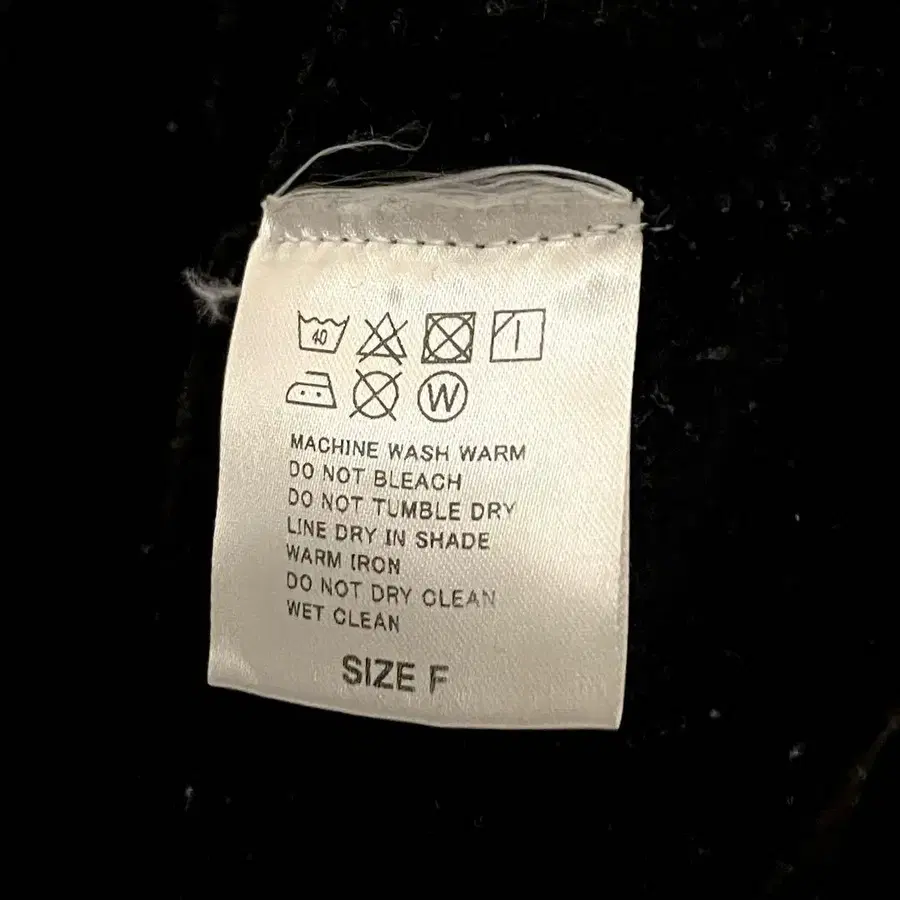 40
W
MACHINE WASH WARM
DO NOT BLEACH
DO NOT TUMBLE DRY
LINE DRY IN SHADE
WARM IRON
DO NOT DRY CLEAN
WET CLEAN
SIZE F